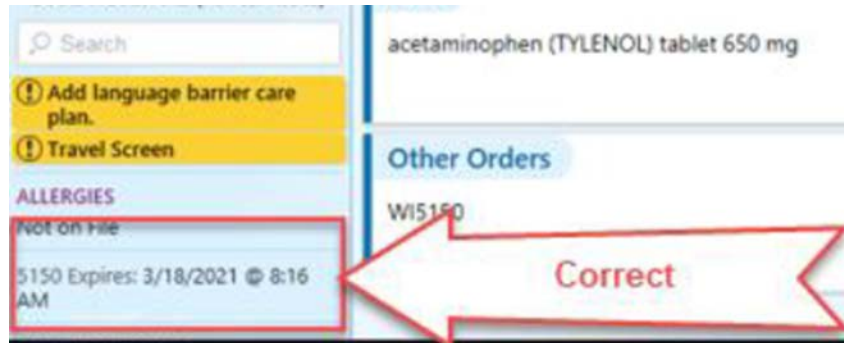 Search
Add language barrier care
plan.
Travel Screen
ALLERGIES
Not on File
5150 Expires: 3/18/2021 @ 8:16
AM
acetaminophen (TYLENOL) tablet 650 mg
Other Orders
WI5150
Correct